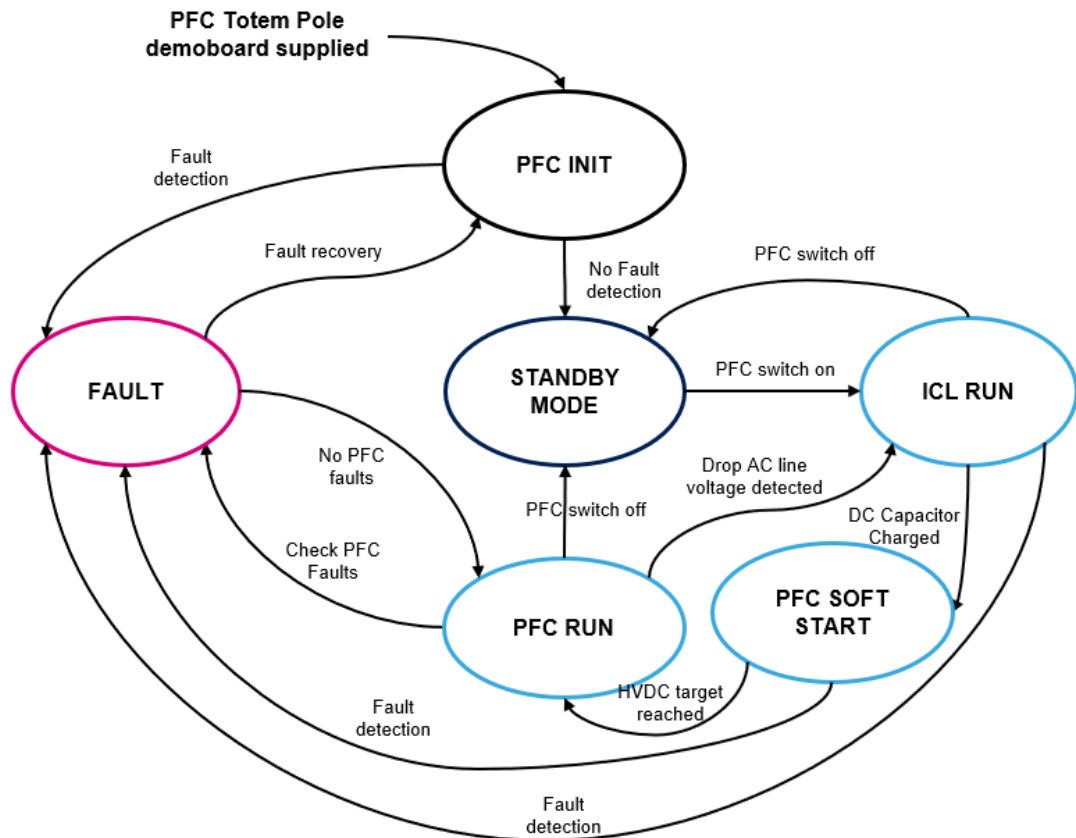 PFC Totem Pole
demoboard supplied
PFC INIT
Fault
detection
Fault recovery
No Fault
detection
PFC switch off
FAULT
STANDBY
MODE
PFC switch on
ICL RUN
No PFC
faults
Drop AC line
voltage detected
PFC switch off
DC Capacitor
Charged
Check PFC
Faults
PFC RUN
PFC SOFT
START
HVDC target
reached
Fault
detection
Fault
detection